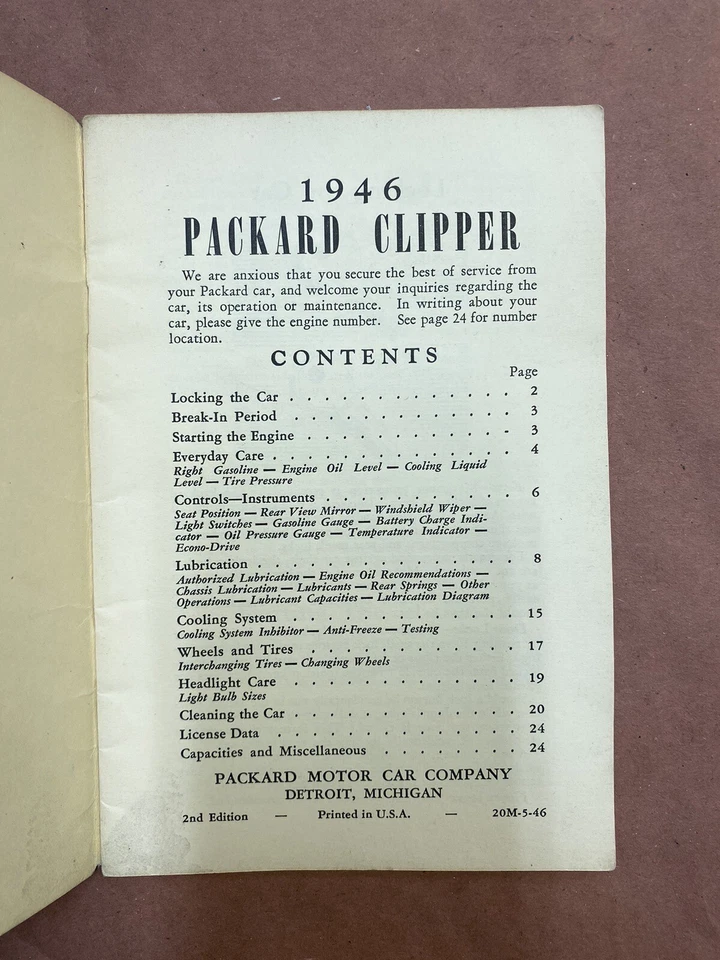 1946
PACKARD CLIPPER
We are anxious that you secure the best of service from
your Packard car, and welcome your inquiries regarding the
car, its operation or maintenance. In writing about your
car, please give the engine number. See page 24 for number
location.
CONTENTS
Page
Locking the Car . . . . . . . . . . . . . 2
Break-In Period . . . . . . . . . . . . . 3
Starting the Engine . . . . . . . . . . . . 3
Everyday Care . . . . . . . . . . . . . . 4
Right Gasoline — Engine Oil Level — Cooling Liquid
Level — Tire Pressure
Controls—Instruments . . . . . . . . . . . 6
Seat Position — Rear View Mirror — Windshield Wiper —
Light Switches — Gasoline Gauge — Battery Charge Indi-
cator — Oil Pressure Gauge — Temperature Indicator —
Econo-Drive
Lubrication . . . . . . . . . . . . . . . 8
Authorized Lubrication — Engine Oil Recommendations —
Chassis Lubrication — Lubricants — Rear Springs — Other
Operations — Lubricant Capacities — Lubrication Diagram
Cooling System . . . . . . . . . . . . . 15
Cooling System Inhibitor — Anti-Freeze — Testing
Wheels and Tires . . . . . . . . . . . . 17
Interchanging Tires — Changing Wheels
Headlight Care . . . . . . . . . . . . . 19
Light Bulb Sizes
Cleaning the Car . . . . . . . . . . . . . 20
License Data . . . . . . . . . . . . . . 24
Capacities and Miscellaneous . . . . . . . . 24
PACKARD MOTOR CAR COMPANY
DETROIT, MICHIGAN
2nd Edition — Printed in U.S.A. — 20M-5-46